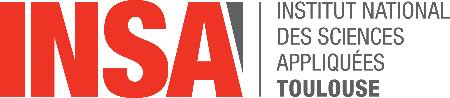 INSA
INSTITUT NATIONAL
DES SCIENCES
APPLIQUÉES
TOULOUSE